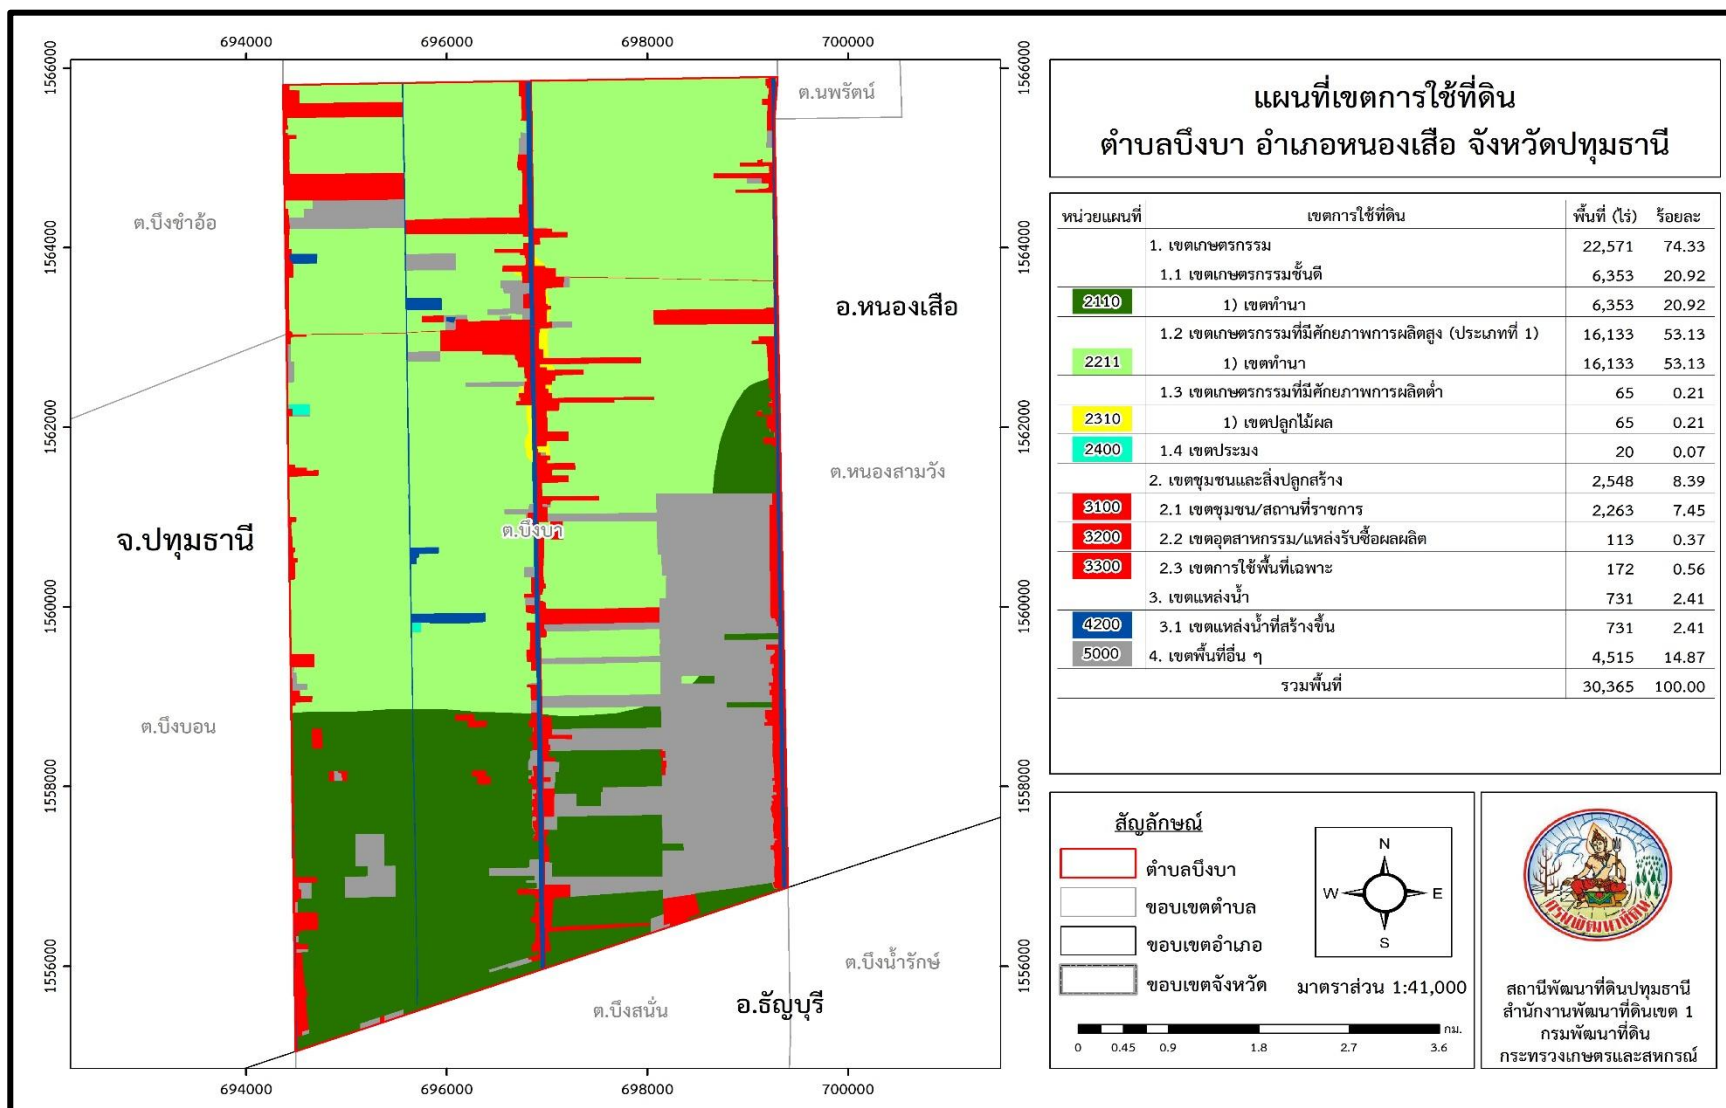 694000
696000
698000
700000
1566000
1564000
1562000
1560000
1558000
1556000
ต.นพรัตน์
ต.บึงชำอ้อ
อ.หนองเสือ
ต.หนองสามวัง
ต.บึงบา
จ.ปทุมธานี
ต.บึงบอน
ต.บึงน้ำรักษ์
ต.บึงสนั่น
อ.ธัญบุรี
1566000
1564000
1562000
1560000
1558000
1556000
694000
696000
698000
700000
แผนที่เขตการใช้ที่ดิน
ตำบลบึงบา อำเภอหนองเสือ จังหวัดปทุมธานี
หน่วยแผนที่ เขตการใช้ที่ดิน พื้นที่ (ไร่) ร้อยละ
1. เขตเกษตรกรรม 22,571 74.33
1.1 เขตเกษตรกรรมชั้นดี 6,353 20.92
2110 1) เขตทำนา 6,353 20.92
1.2 เขตเกษตรกรรมที่มีศักยภาพการผลิตสูง (ประเภทที่ 1) 16,133 53.13
2211 1) เขตทำนา 16,133 53.13
1.3 เขตเกษตรกรรมที่มีศักยภาพการผลิตต่ำ 65 0.21
2310 1) เขตปลูกไม้ผล 65 0.21
2400 1.4 เขตประมง 20 0.07
2. เขตชุมชนและสิ่งปลูกสร้าง 2,548 8.39
3100 2.1 เขตชุมชน/สถานที่ราชการ 2,263 7.45
3200 2.2 เขตอุตสาหกรรม/แหล่งรับซื้อผลผลิต 113 0.37
3300 2.3 เขตการใช้พื้นที่เฉพาะ 172 0.56
3. เขตแหล่งน้ำ 731 2.41
4200 3.1 เขตแหล่งน้ำที่สร้างขึ้น 731 2.41
5000 4. เขตพื้นที่อื่น ๆ 4,515 14.87
รวมพื้นที่ 30,365 100.00
สัญลักษณ์
ตำบลบึงบา
ขอบเขตตำบล
ขอบเขตอำเภอ
ขอบเขตจังหวัด
N
W E
S
มาตราส่วน 1:41,000
กม.
0 0.45 0.9 1.8 2.7 3.6
กรมพัฒนาที่ดิน
สถานีพัฒนาที่ดินปทุมธานี
สำนักงานพัฒนาที่ดินเขต 1
กรมพัฒนาที่ดิน
กระทรวงเกษตรและสหกรณ์